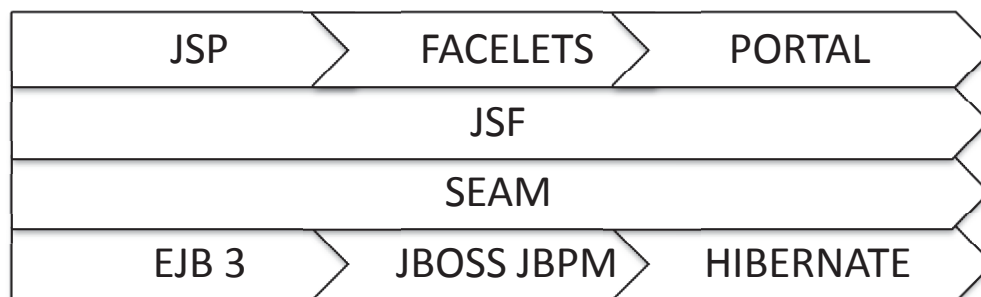 JSP FACELETS PORTAL
JSF
SEAM
EJB 3 JBOSS JBPM HIBERNATE